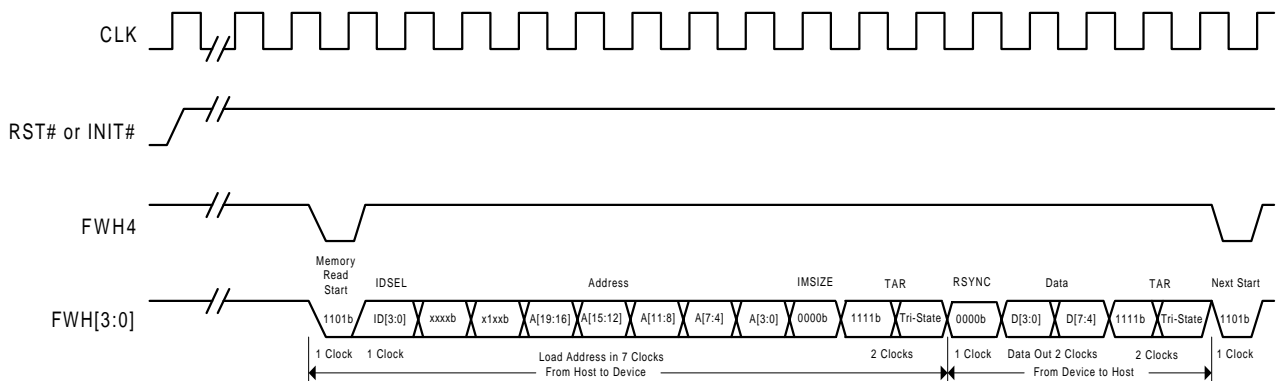 CLK
RST# or INIT#
FWH4
Memory
Read
Start
IDSEL
Address
IMSIZE
TAR
RSYNC
Data
TAR
Next Start
FWH[3:0]
1101b
ID[3:0]
xxxxb
x1xxb
A[19:16]
A[15:12]
A[11:8]
A[7:4]
A[3:0]
0000b
1111b
Tri-State
0000b
D[3:0]
D[7:4]
1111b
Tri-State
1101b
1 Clock
1 Clock
Load Address in 7 Clocks
2 Clocks
1 Clock
Data Out 2 Clocks
2 Clocks
1 Clock
From Host to Device
From Device to Host